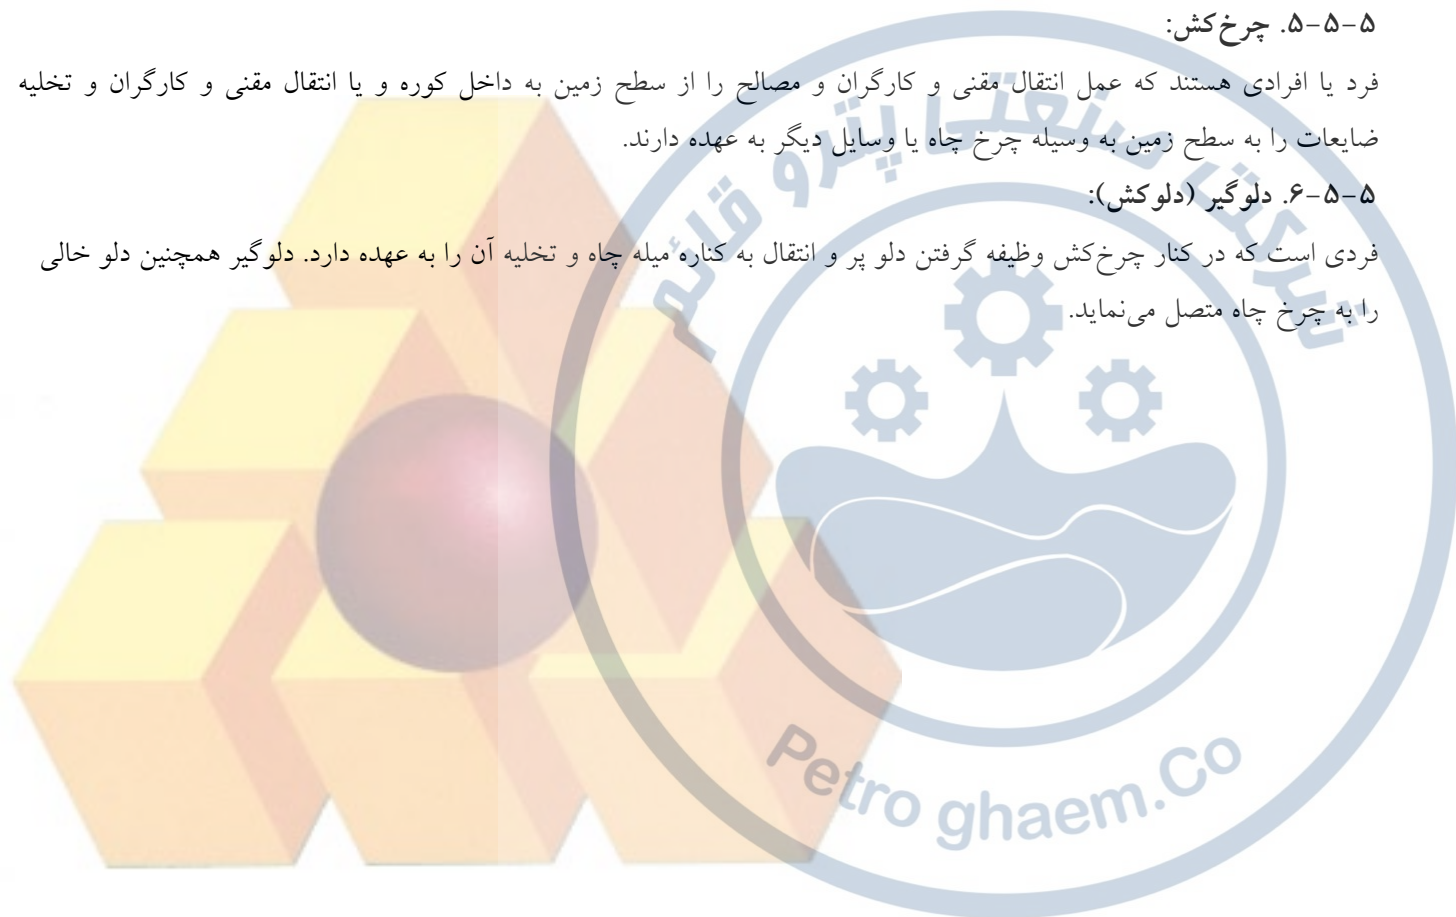 ۵-۵-۵. چرخ‌کش:
فرد یا افرادی هستند که عمل انتقال مقنی و کارگران و مصالح را از سطح زمین به داخل کوره و یا انتقال مقنی و کارگران و تخلیه
ضایعات را به سطح زمین به وسیله چرخ چاه یا وسایل دیگر به عهده دارند.
۵-۵-۶. دلوگیر (دلوکش):
فردی است که در کنار چرخ‌کش وظیفه گرفتن دلو پر و انتقال به کناره میله چاه و تخلیه آن را به عهده دارد. دلوگیر همچنین دلو خالی
را به چرخ چاه متصل می‌نماید.
شرکت صنعتی پترو قائم
Petro ghaem.Co